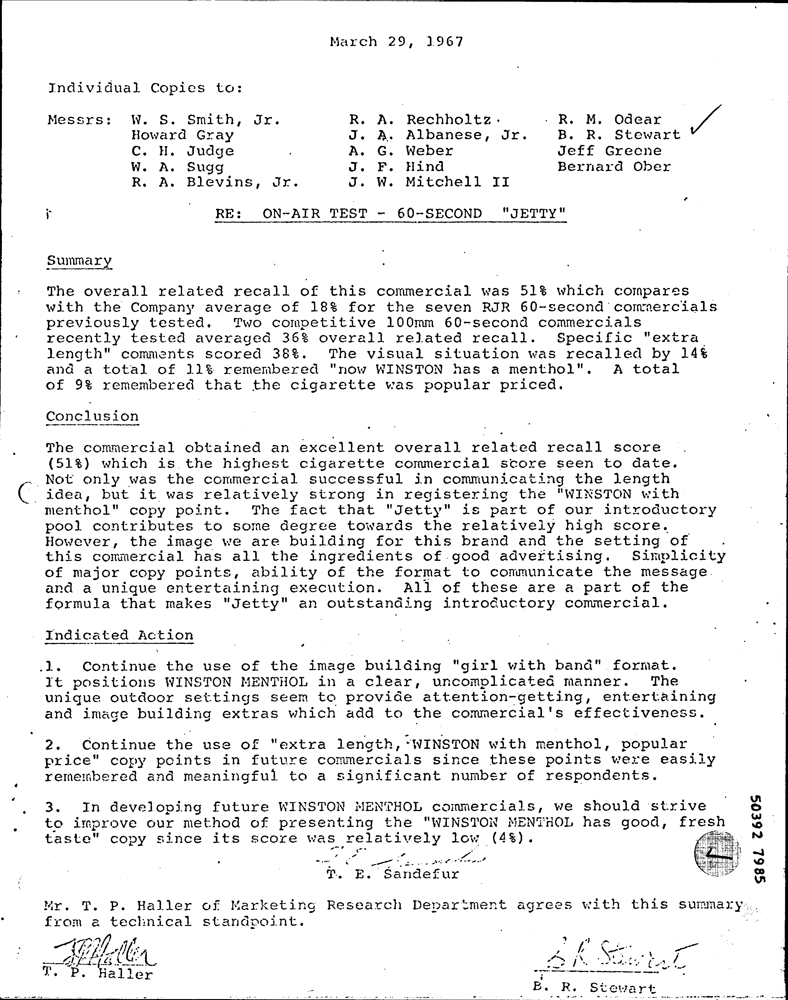 March 29, 1967
Individual Copies to:
Messrs: W. S. Smith, Jr. R. A. Rechholtz R. M. Odear
Howard Gray J. A. Albanese, Jr. B. R. Stewart
C. H. Judge A. G. Weber Jeff Greene
W. A. Sugg J. F. Hind Bernard Ober
R. A. Blevins, Jr. J. W. Mitchell II
RE: ON-AIR TEST - 60-SECOND "JETTY"
Summary
The overall related recall of this commercial was 51% which compares
with the Company average of 18% for the seven RJR 60-second commercials
previously tested. Two competitive 100mm 60-second commercials
recently tested averaged 36% overall related recall. Specific "extra
length" comments scored 38%. The visual situation was recalled by 14%
and a total of 11% remembered "now WINSTON has a menthol". A total
of 9% remembered that the cigarette was popular priced.
Conclusion
The commercial obtained an excellent overall related recall score
(51%) which is the highest cigarette commercial score seen to date.
Not only was the commercial successful in communicating the length
idea, but it was relatively strong in registering the "WINSTON with
menthol" copy point. The fact that "Jetty" is part of our introductory
pool contributes to some degree towards the relatively high score.
However, the image we are building for this brand and the setting of
this commercial has all the ingredients of good advertising. Simplicity
of major copy points, ability of the format to communicate the message
and a unique entertaining execution. All of these are a part of the
formula that makes "Jetty" an outstanding introductory commercial.
Indicated Action
1. Continue the use of the image building "girl with band" format.
It positions WINSTON MENTHOL in a clear, uncomplicated manner. The
unique outdoor settings seem to provide attention-getting, entertaining
and image building extras which add to the commercial's effectiveness.
2. Continue the use of "extra length, WINSTON with menthol, popular
price" copy points in future commercials since these points were easily
remembered and meaningful to a significant number of respondents.
3. In developing future WINSTON MENTHOL commercials, we should strive
to improve our method of presenting the "WINSTON MENTHOL has good, fresh
taste" copy since its score was relatively low (4%).
T. E. Sandefur
50392 7985
Mr. T. P. Haller of Marketing Research Department agrees with this summary
from a technical standpoint.
TPHaller B R Stewart
T. P. Haller B. R. Stewart